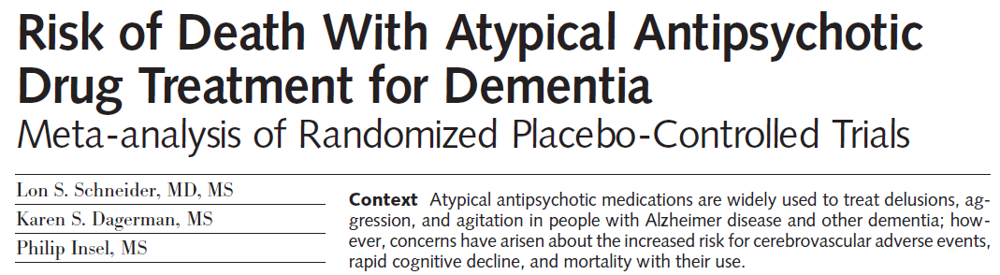 Risk of Death With Atypical Antipsychotic
Drug Treatment for Dementia
Meta-analysis of Randomized Placebo-Controlled Trials
Lon S. Schneider, MD, MS
Karen S. Dagerman, MS
Philip Insel, MS
Context Atypical antipsychotic medications are widely used to treat delusions, ag-
gression, and agitation in people with Alzheimer disease and other dementia; how-
ever, concerns have arisen about the increased risk for cerebrovascular adverse events,
rapid cognitive decline, and mortality with their use.